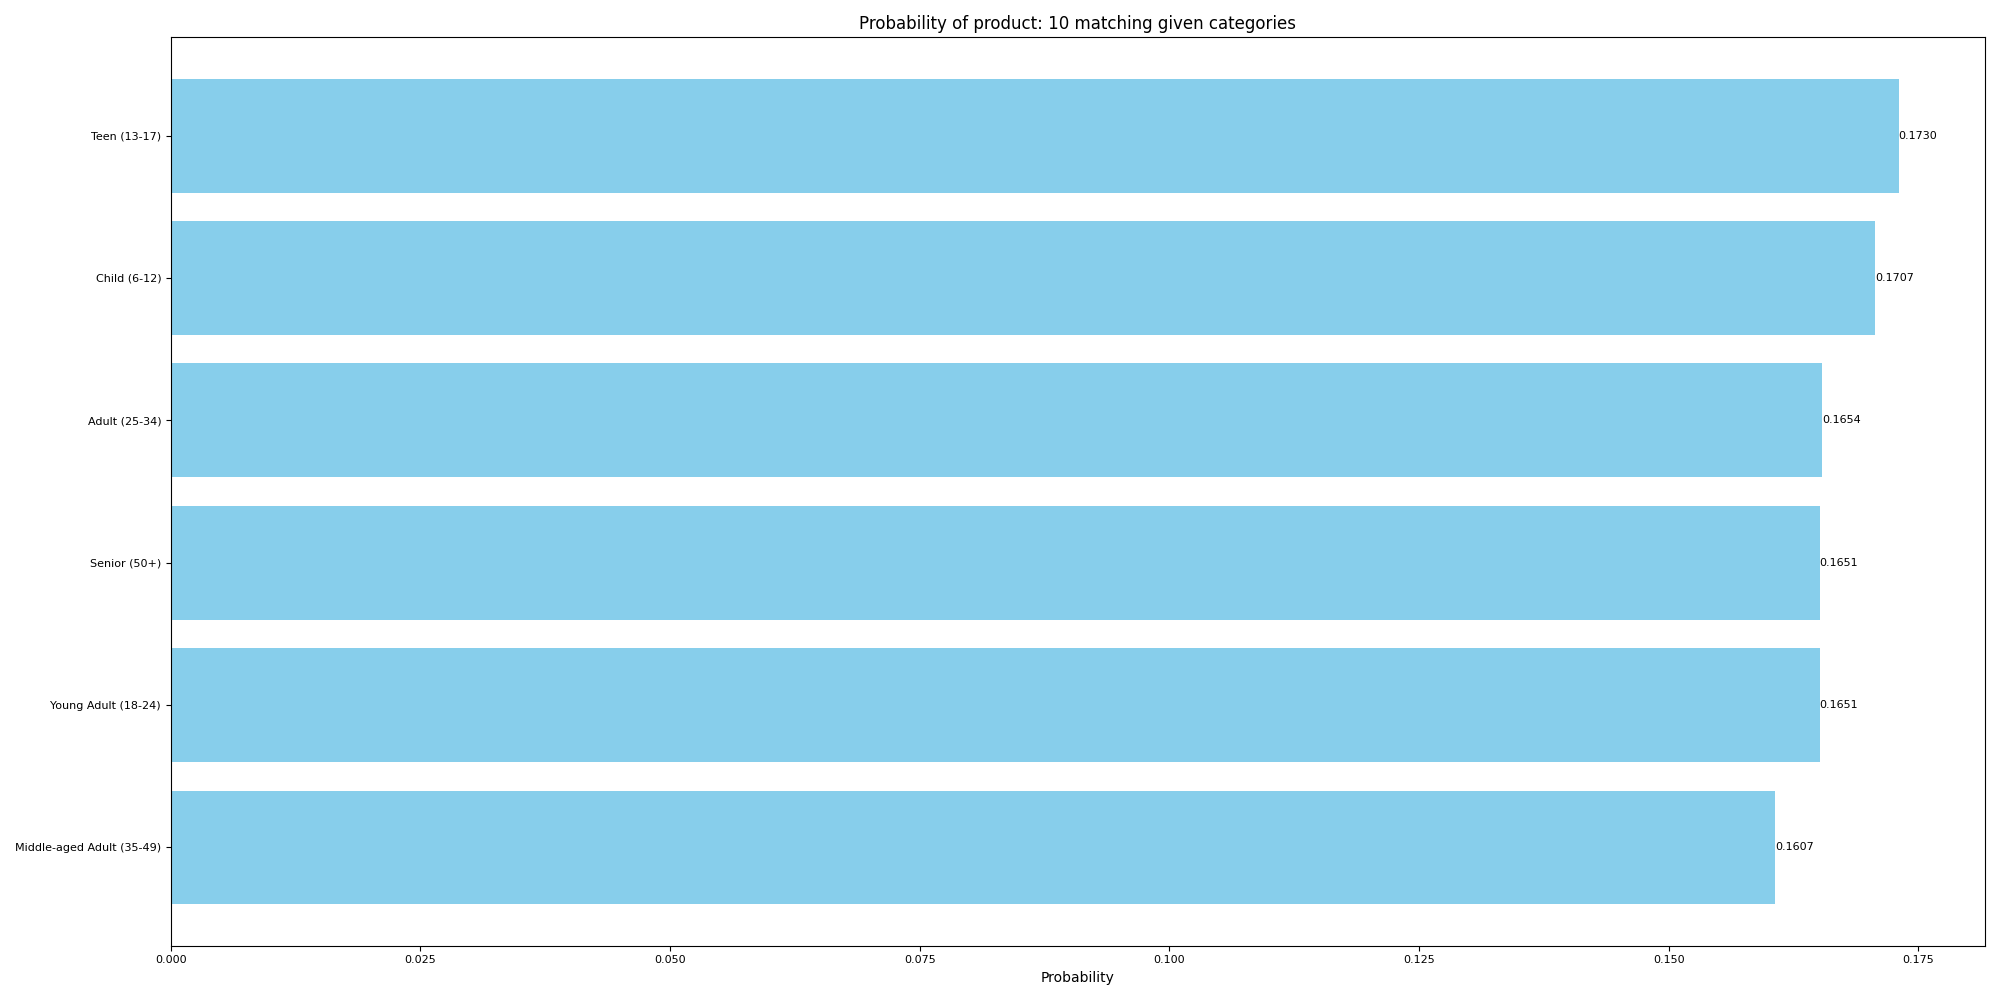 Probability of product: 10 matching given categories
Teen (13-17)
0.1730
Child (6-12)
0.1707
Adult (25-34)
0.1654
Senior (50+)
0.1651
Young Adult (18-24)
0.1651
Middle-aged Adult (35-49)
0.1607
0.000 0.025 0.050 0.075 0.100 0.125 0.150 0.175
Probability